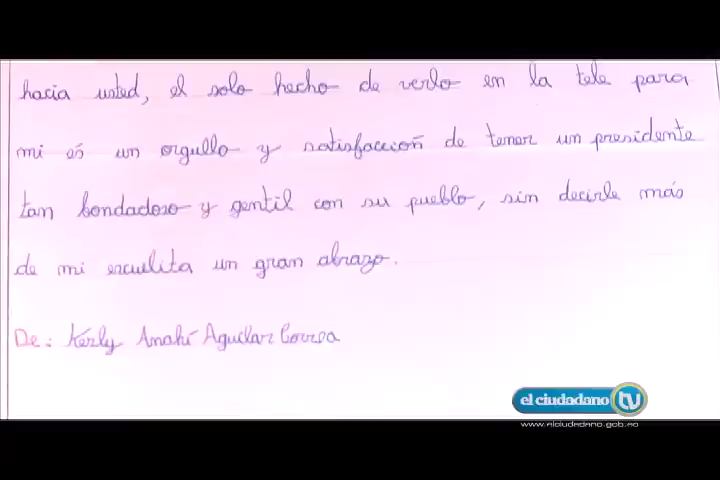 hacia usted, el solo hecho de verlo en la tele para
mi es un orgullo y satisfacción de tener un presidente
tan bondadoso y gentil con su pueblo, sin decirle más
de mi escuelita un gran abrazo.
De: Kerly Anahí Aguilar Correa
el ciudadano tv
www.elciudadano.gob.ec